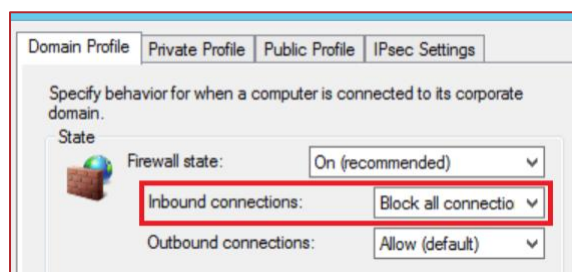 Domain Profile Private Profile Public Profile IPsec Settings
Specify behavior for when a computer is connected to its corporate
domain.
State
Firewall state: On (recommended)
Inbound connections: Block all connectio
Outbound connections: Allow (default)